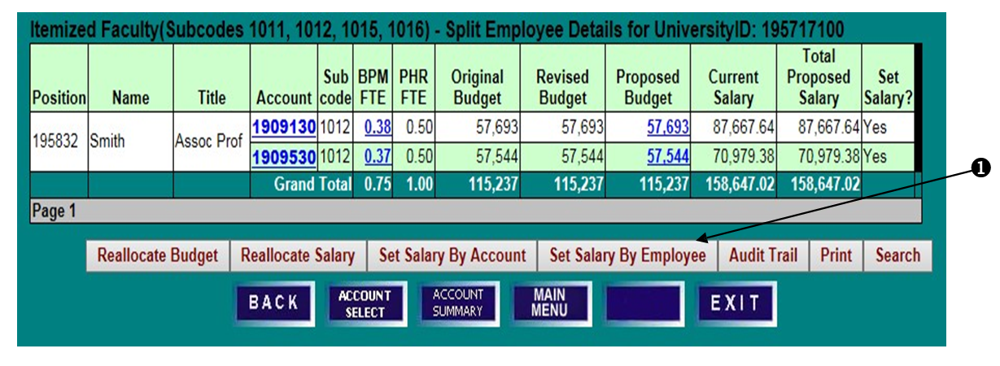 Itemized Faculty(Subcodes 1011, 1012, 1015, 1016) - Split Employee Details for UniversityID: 195717100
Position Name Title Account Sub code BPM FTE PHR FTE Original Budget Revised Budget Proposed Budget Current Salary Total Proposed Salary Set Salary?
195832 Smith Assoc Prof 1909130 1012 0.38 0.50 57,693 57,693 57,693 87,667.64 87,667.64 Yes
1909530 1012 0.37 0.50 57,544 57,544 57,544 70,979.38 70,979.38 Yes
Grand Total 0.75 1.00 115,237 115,237 115,237 158,647.02 158,647.02
❶
Page 1
Reallocate Budget Reallocate Salary Set Salary By Account Set Salary By Employee Audit Trail Print Search
BACK ACCOUNT SELECT ACCOUNT SUMMARY MAIN MENU EXIT